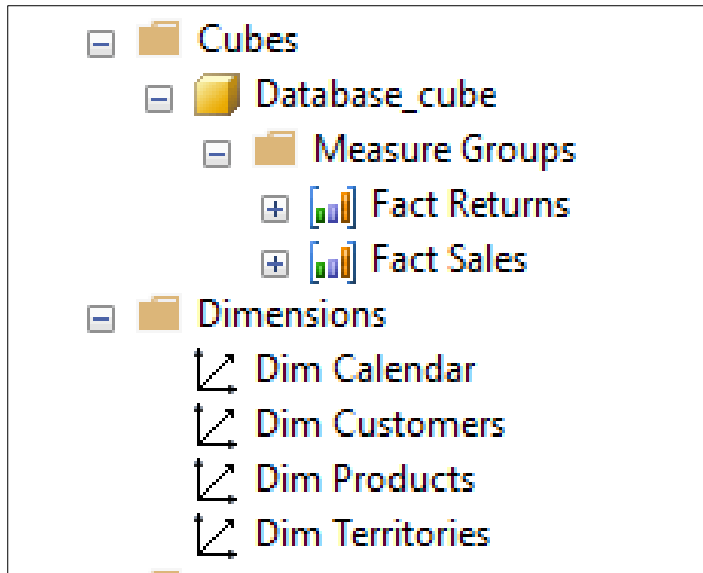 Cubes
Database_cube
Measure Groups
Fact Returns
Fact Sales
Dimensions
Dim Calendar
Dim Customers
Dim Products
Dim Territories